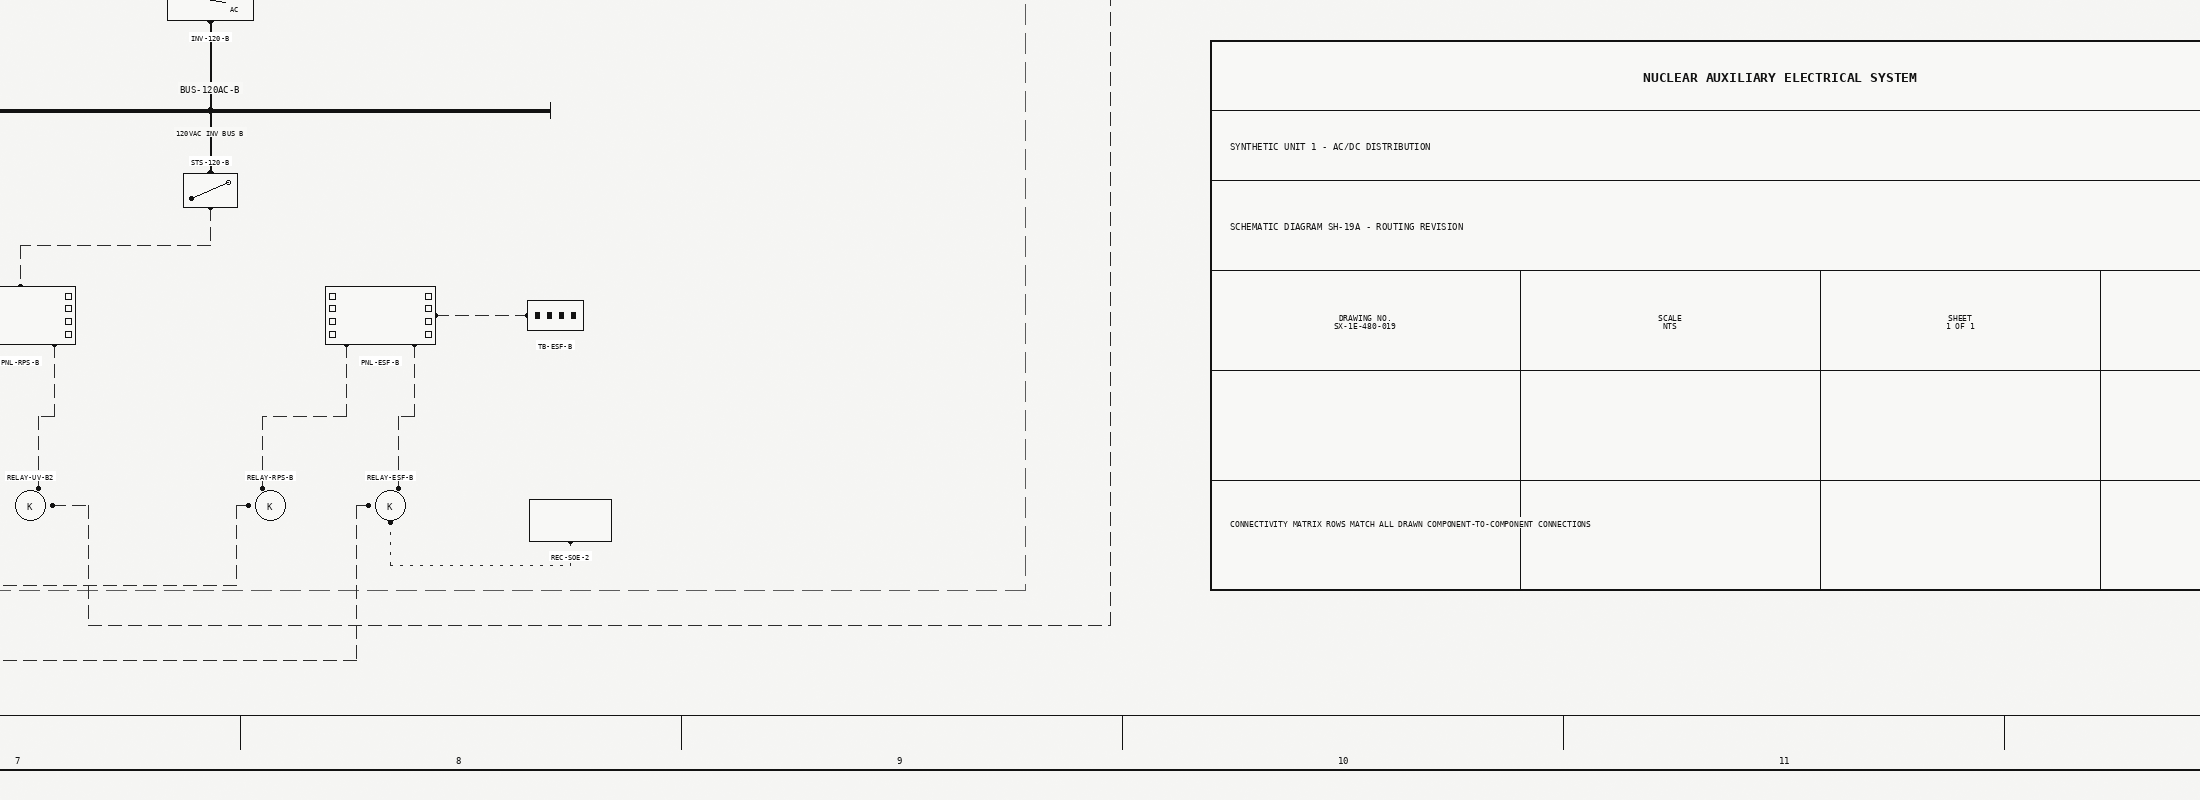 AC
INV-120-B
BUS-120AC-B
120VAC INV BUS B
STS-120-B
PNL-RPS-B
PNL-ESF-B
TB-ESF-B
RELAY-UV-B2
RELAY-RPS-B
RELAY-ESF-B
K
K
K
REC-SOE-2
NUCLEAR AUXILIARY ELECTRICAL SYSTEM
SYNTHETIC UNIT 1 - AC/DC DISTRIBUTION
SCHEMATIC DIAGRAM SH-19A - ROUTING REVISION
DRAWING NO.
SX-1E-480-019
SCALE
NTS
SHEET
1 OF 1
CONNECTIVITY MATRIX ROWS MATCH ALL DRAWN COMPONENT-TO-COMPONENT CONNECTIONS
7
8
9
10
11